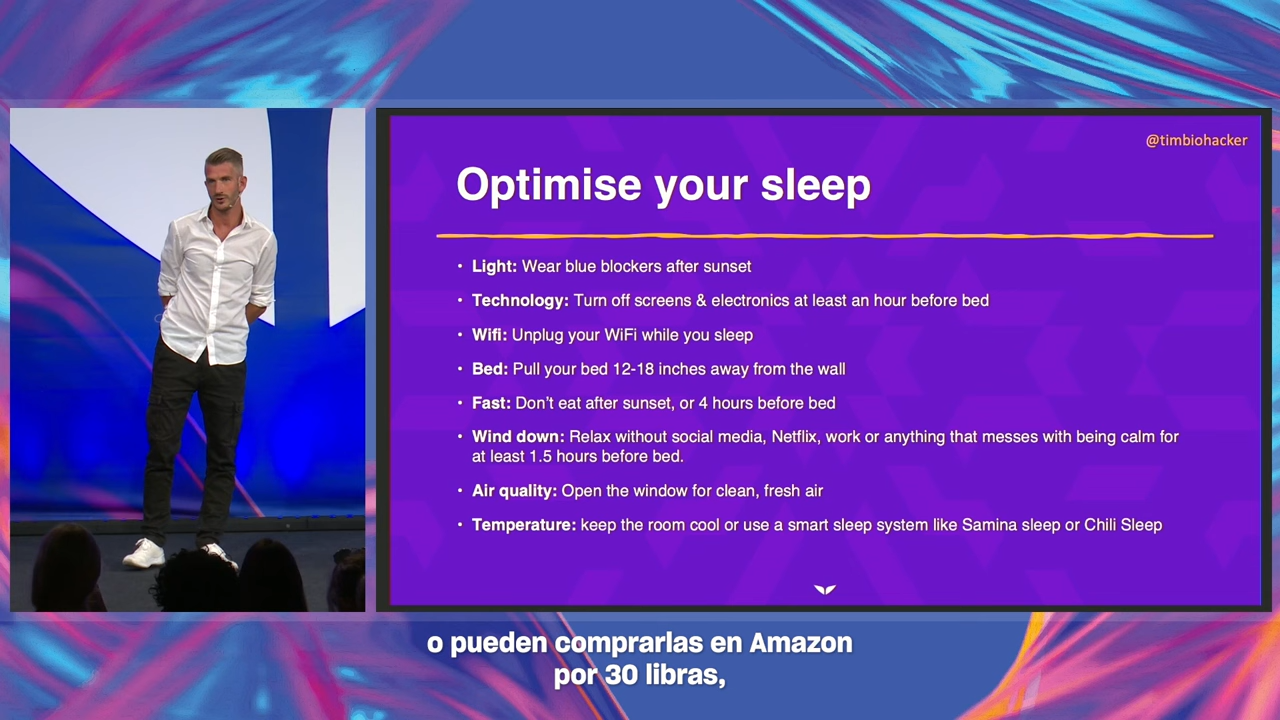 @timbiohacker
Optimise your sleep
• Light: Wear blue blockers after sunset
• Technology: Turn off screens & electronics at least an hour before bed
• Wifi: Unplug your WiFi while you sleep
• Bed: Pull your bed 12-18 inches away from the wall
• Fast: Don't eat after sunset, or 4 hours before bed
• Wind down: Relax without social media, Netflix, work or anything that messes with being calm for
at least 1.5 hours before bed.
• Air quality: Open the window for clean, fresh air
• Temperature: keep the room cool or use a smart sleep system like Samina sleep or Chili Sleep
o pueden comprarlas en Amazon
por 30 libras,